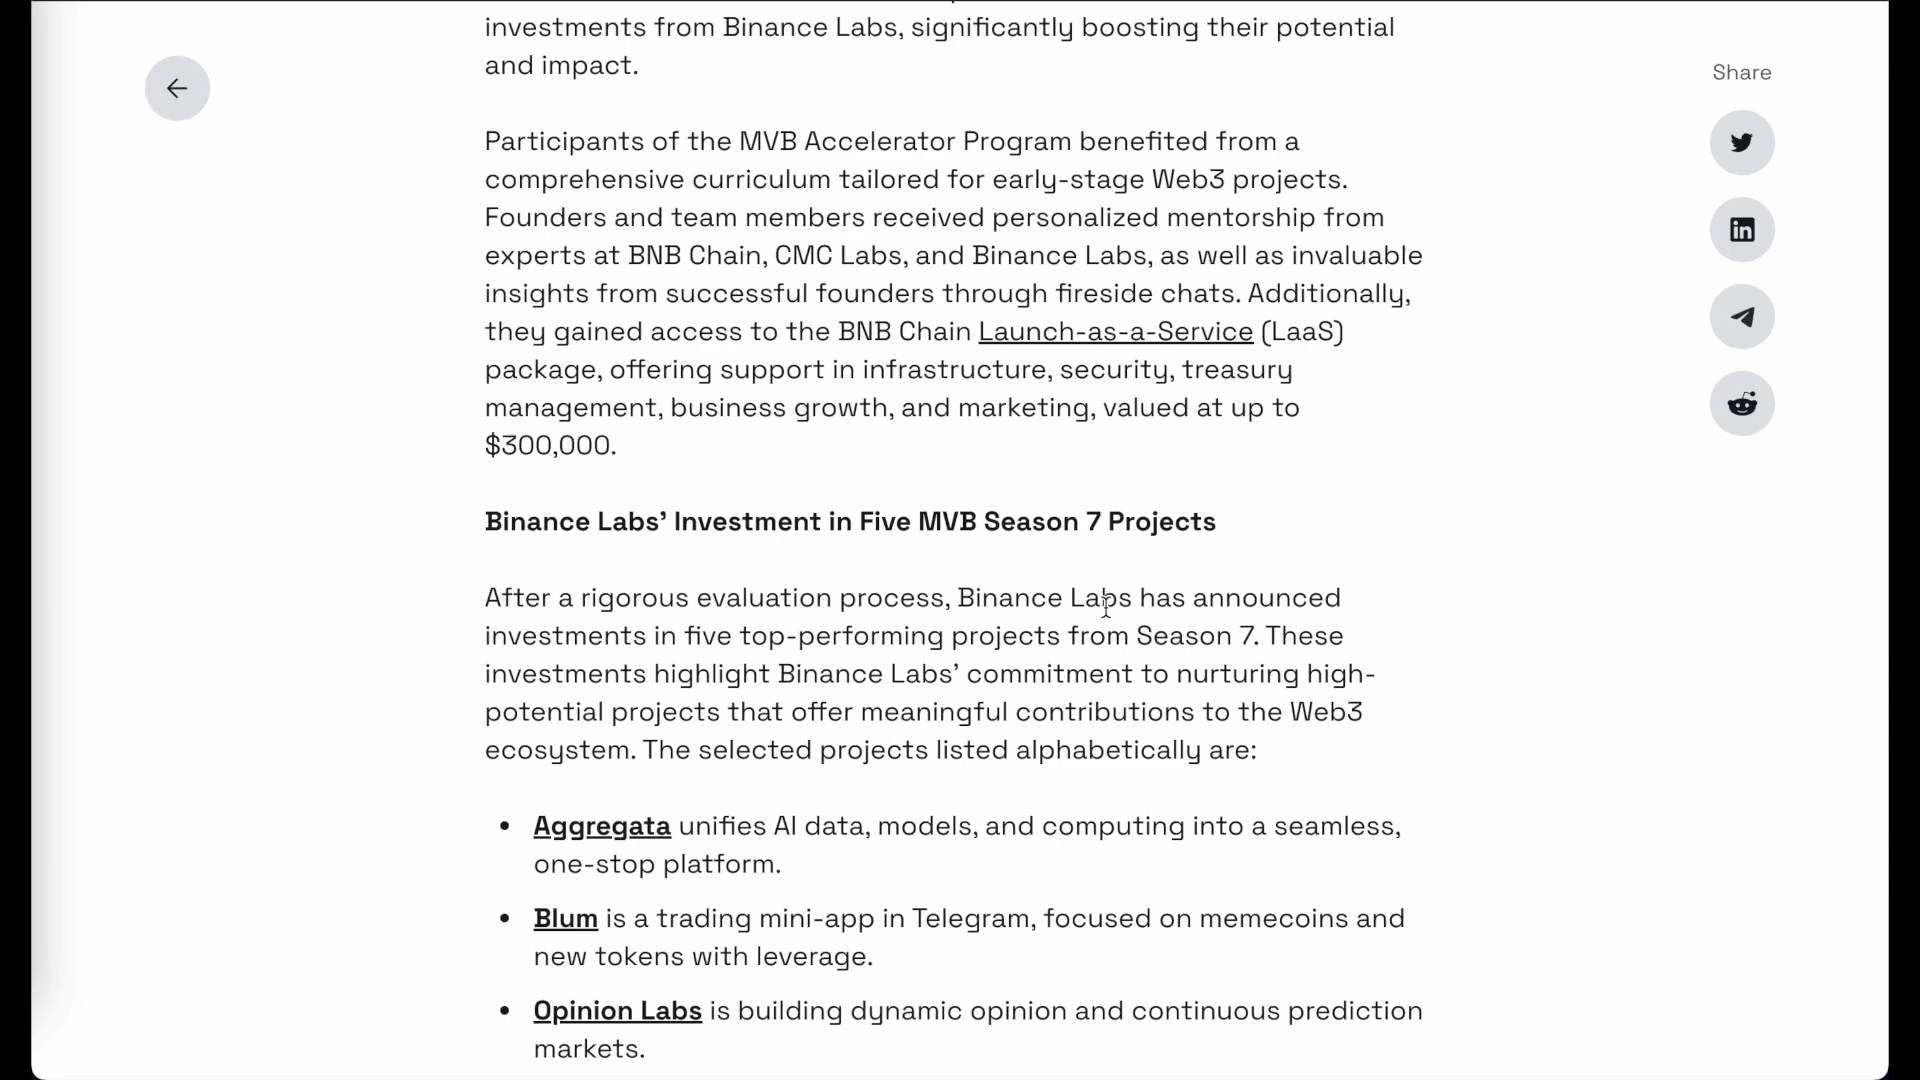 investments from Binance Labs, significantly boosting their potential
and impact.
Share
Participants of the MVB Accelerator Program benefited from a
comprehensive curriculum tailored for early-stage Web3 projects.
Founders and team members received personalized mentorship from
experts at BNB Chain, CMC Labs, and Binance Labs, as well as invaluable
insights from successful founders through fireside chats. Additionally,
they gained access to the BNB Chain Launch-as-a-Service (LaaS)
package, offering support in infrastructure, security, treasury
management, business growth, and marketing, valued at up to
$300,000.
Binance Labs’ Investment in Five MVB Season 7 Projects
After a rigorous evaluation process, Binance Labs has announced
investments in five top-performing projects from Season 7. These
investments highlight Binance Labs’ commitment to nurturing high-
potential projects that offer meaningful contributions to the Web3
ecosystem. The selected projects listed alphabetically are:
• Aggregata unifies AI data, models, and computing into a seamless,
one-stop platform.
• Blum is a trading mini-app in Telegram, focused on memecoins and
new tokens with leverage.
• Opinion Labs is building dynamic opinion and continuous prediction
markets.